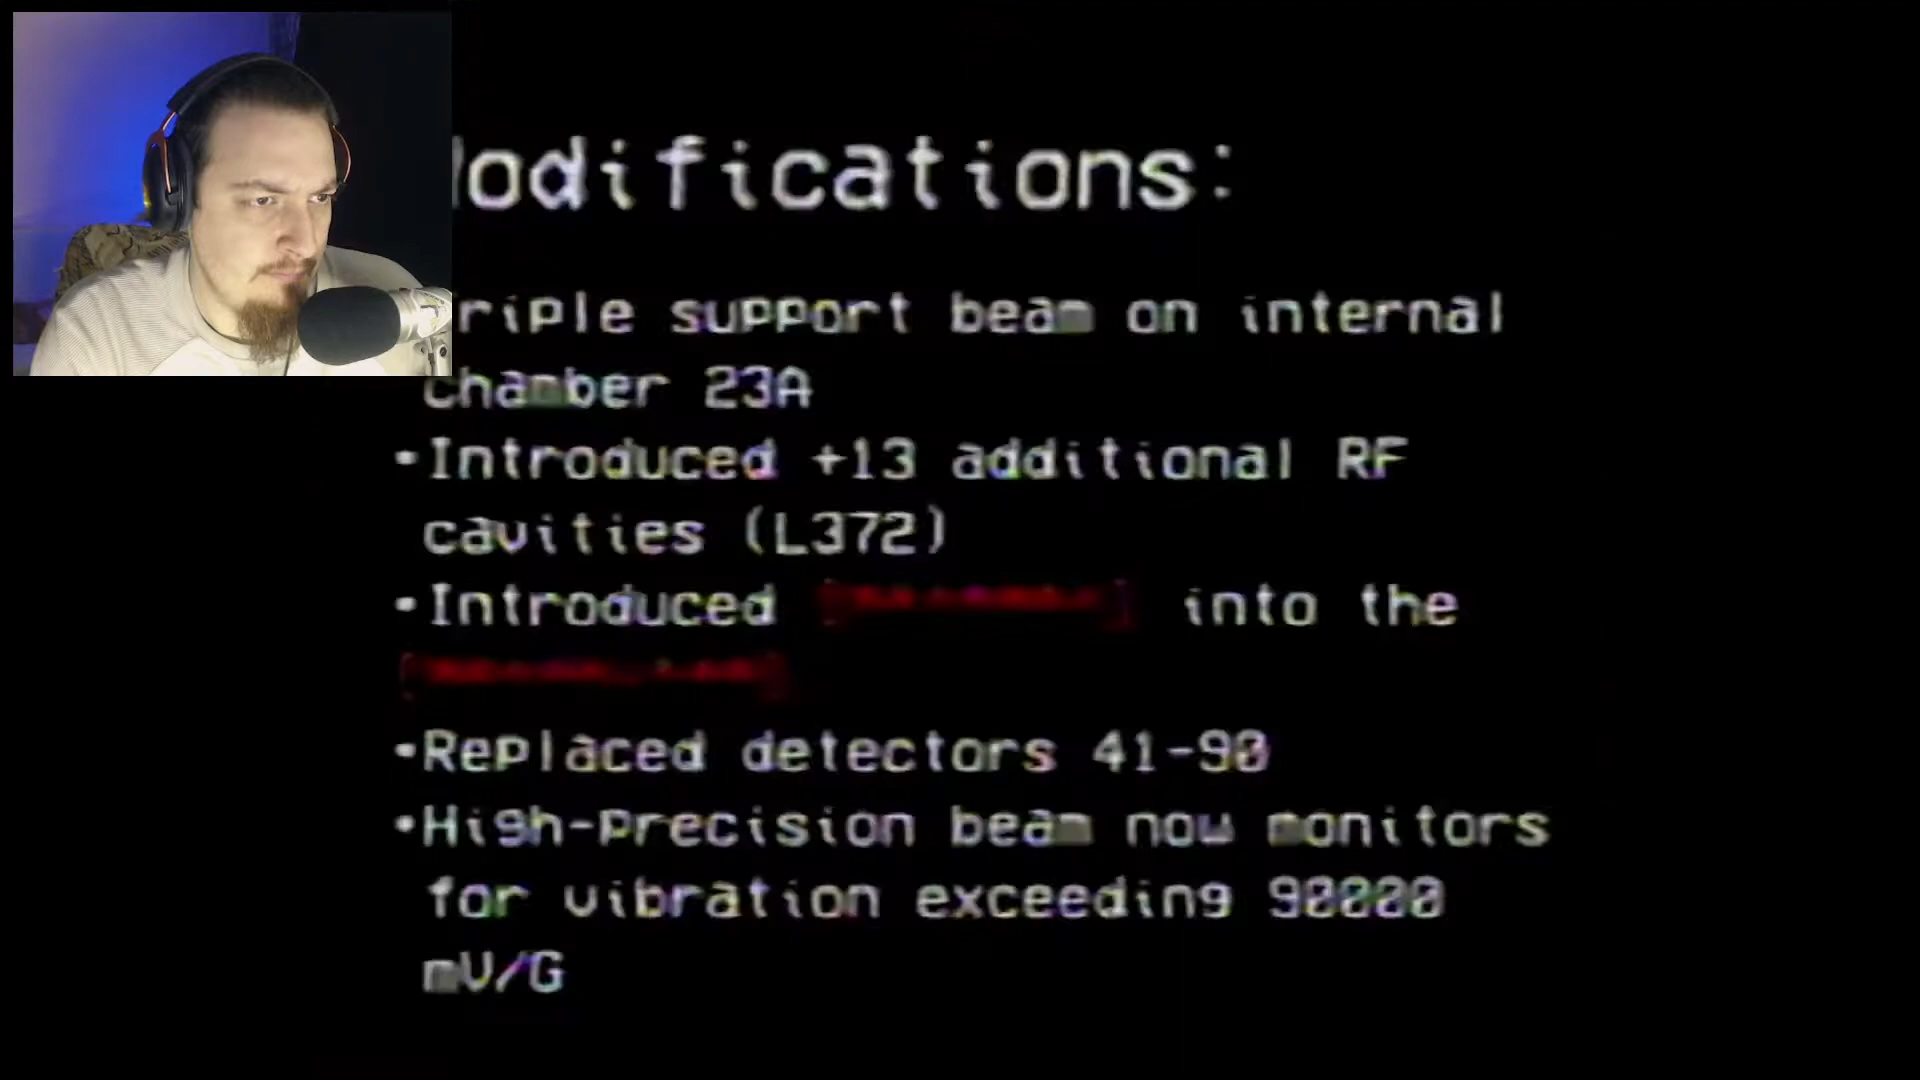 odifications:
riple support beam on internal
chamber 23A
•Introduced +13 additional RF
cavities (L372)
•Introduced [ ] into the
[ ]
•Replaced detectors 41-90
•High-Precision beam now monitors
for vibration exceeding 90000
mV/G